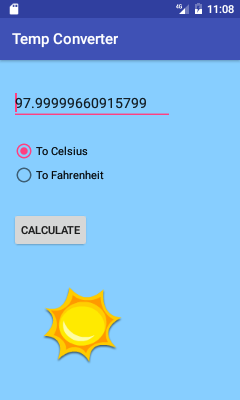 4G 11:08
Temp Converter
97.99999660915799
To Celsius
To Fahrenheit
CALCULATE